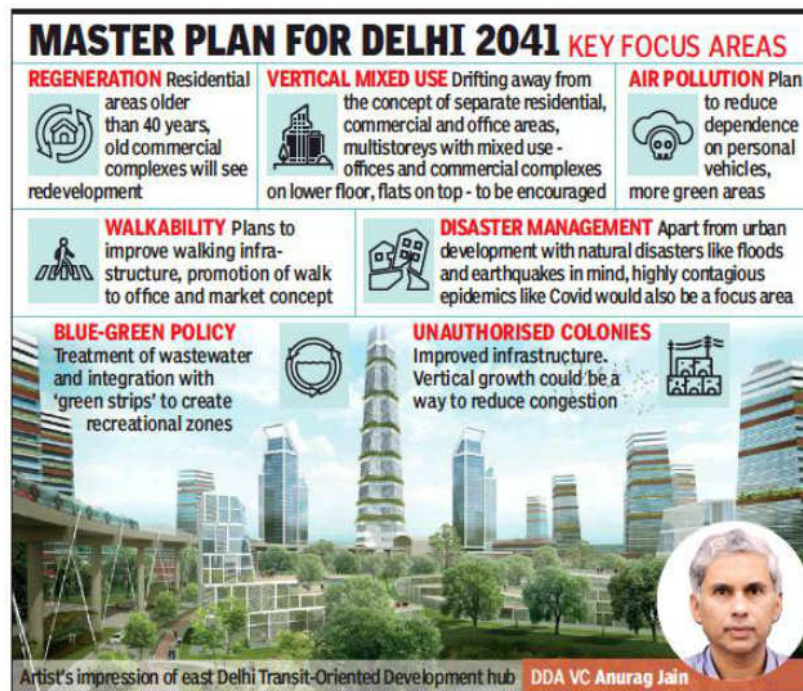 MASTER PLAN FOR DELHI 2041 KEY FOCUS AREAS
REGENERATION Residential
areas older
than 40 years,
old commercial
complexes will see
redevelopment
VERTICAL MIXED USE Drifting away from
the concept of separate residential,
commercial and office areas,
multistoreys with mixed use -
offices and commercial complexes
on lower floor, flats on top - to be encouraged
AIR POLLUTION Plan
to reduce
dependence
on personal
vehicles,
more green areas
WALKABILITY Plans to
improve walking infra-
structure, promotion of walk
to office and market concept
DISASTER MANAGEMENT Apart from urban
development with natural disasters like floods
and earthquakes in mind, highly contagious
epidemics like Covid would also be a focus area
BLUE-GREEN POLICY
Treatment of wastewater
and integration with
‘green strips’ to create
recreational zones
UNAUTHORISED COLONIES
Improved infrastructure.
Vertical growth could be a
way to reduce congestion
Artist's impression of east Delhi Transit-Oriented Development hub
DDA VC Anurag Jain